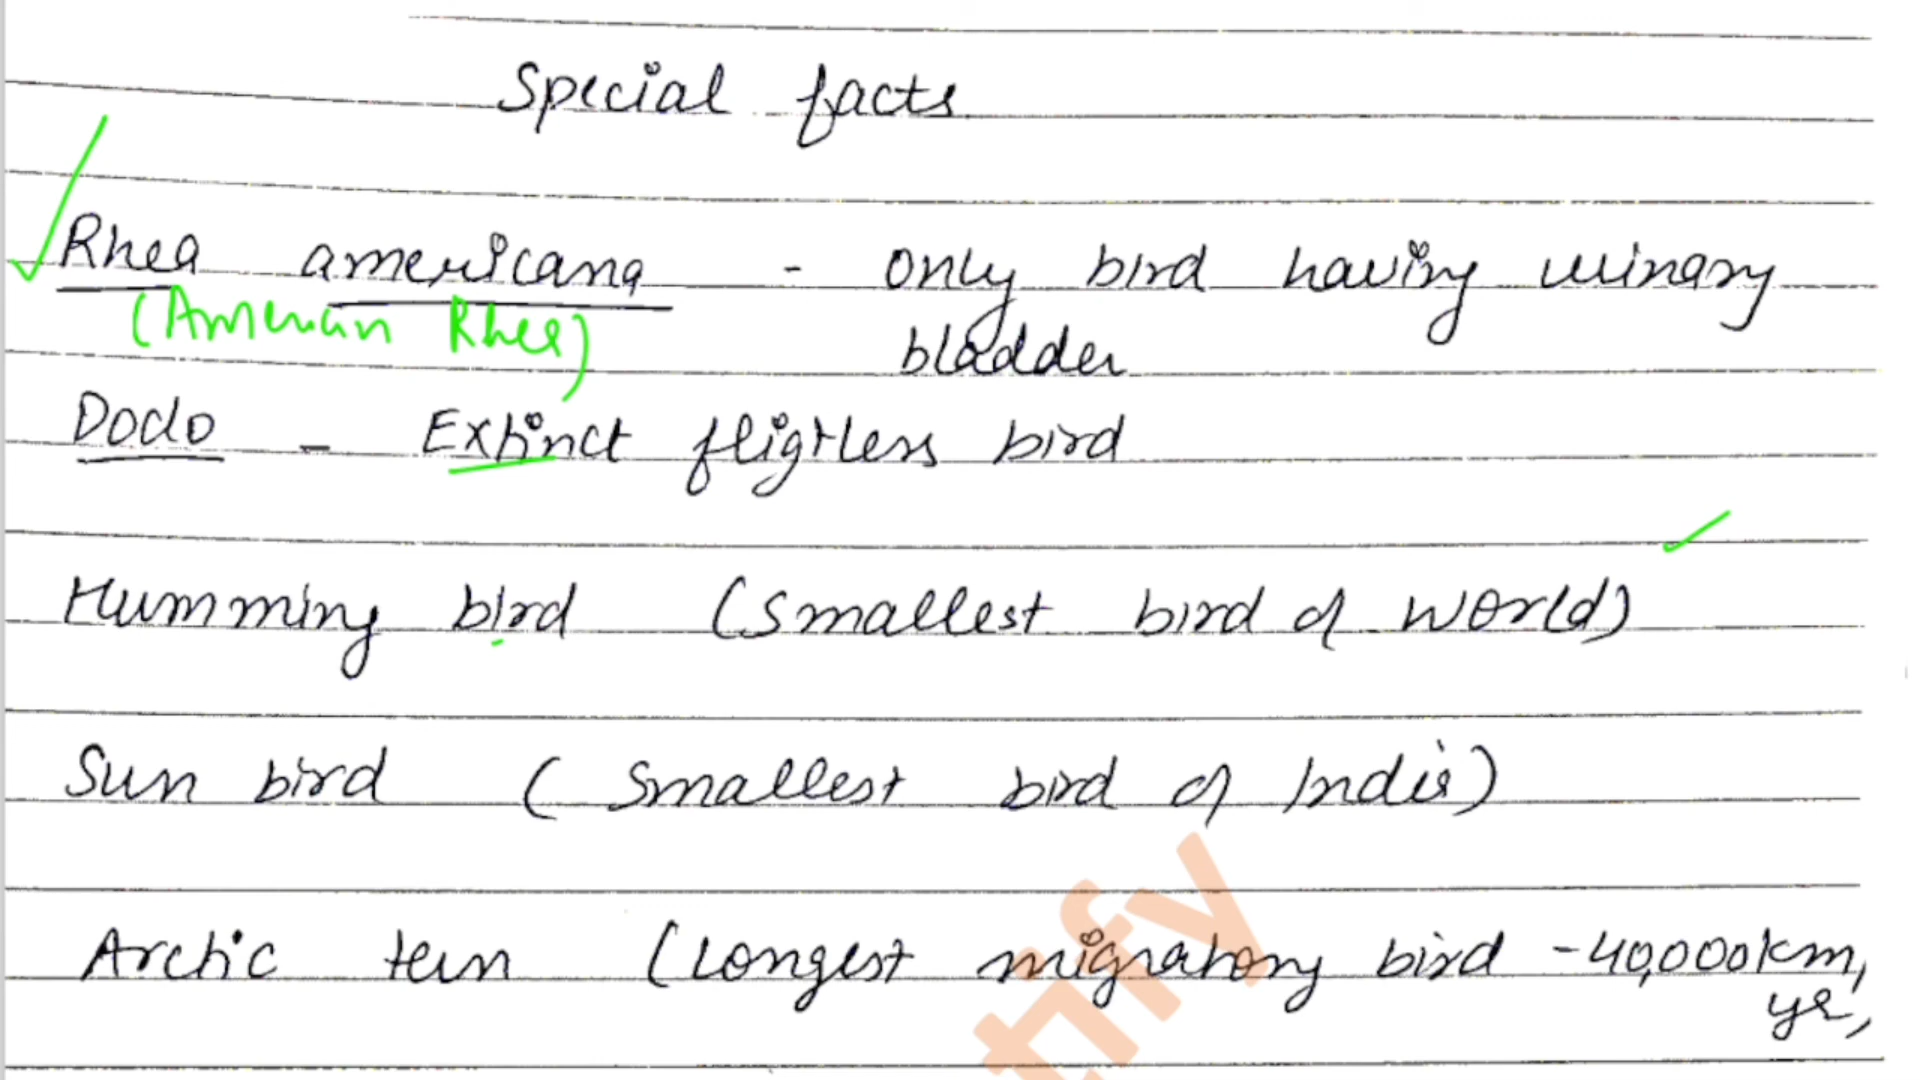 Special facts
Rhea americana - only bird having urinary
(American Rhea)
bladder
Dodo - Extinct flightless bird
Humming bird (smallest bird of world)
Sun bird (smallest bird of India)
Arctic tern (Longest migratory bird - 40,000km,
yr,
tify